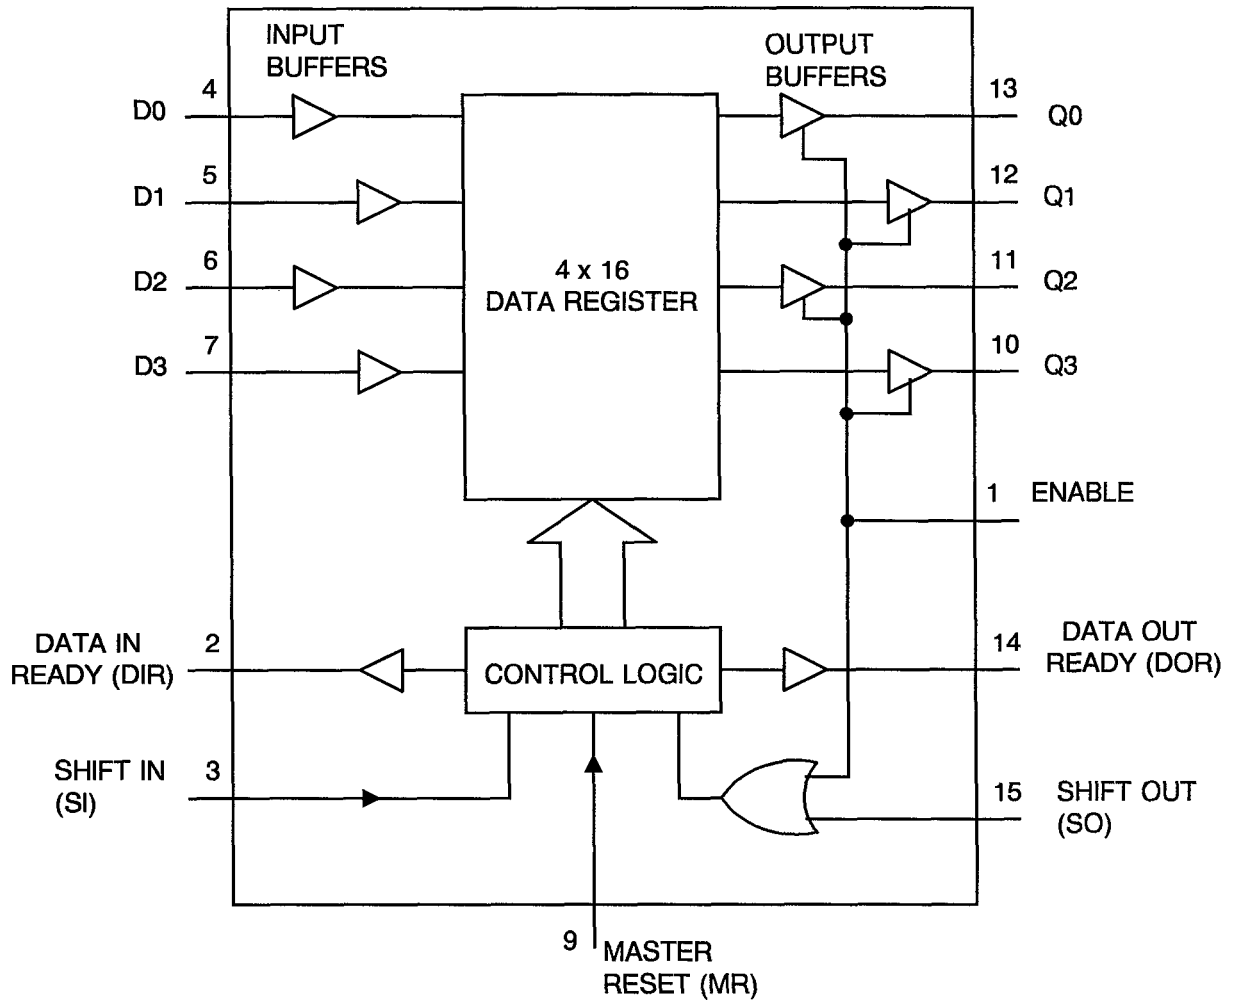 INPUT
BUFFERS
OUTPUT
BUFFERS
D0
4
13
Q0
D1
5
12
Q1
D2
6
11
Q2
D3
7
10
Q3
4 x 16
DATA REGISTER
1
ENABLE
DATA IN
READY (DIR)
2
CONTROL LOGIC
14
DATA OUT
READY (DOR)
SHIFT IN
(SI)
3
15
SHIFT OUT
(SO)
9
MASTER
RESET (MR)